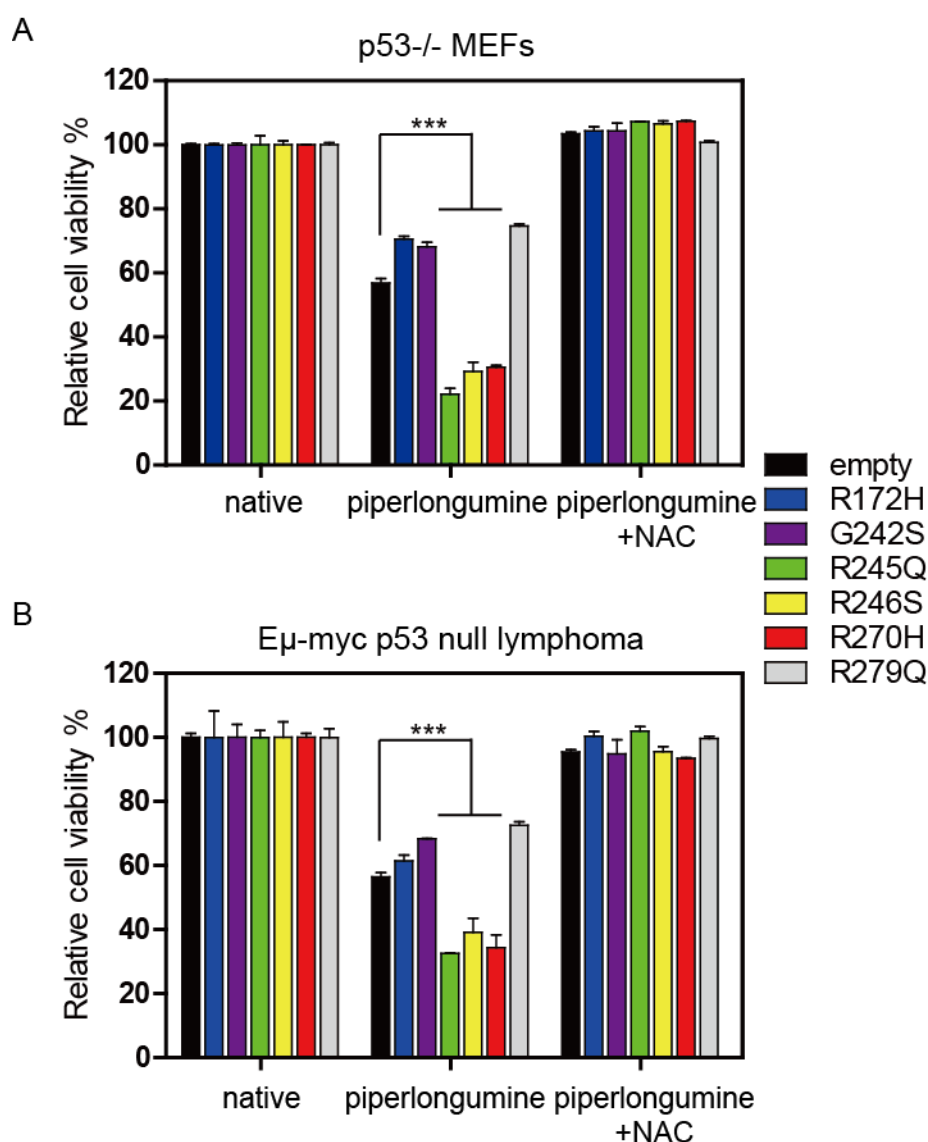 A
p53-/- MEFs
Relative cell viability %
120
100
80
60
40
20
0
***
native
piperlongumine
piperlongumine
+NAC
empty
R172H
G242S
R245Q
R246S
R270H
R279Q
B
Eµ-myc p53 null lymphoma
Relative cell viability %
120
100
80
60
40
20
0
***
native
piperlongumine
piperlongumine
+NAC